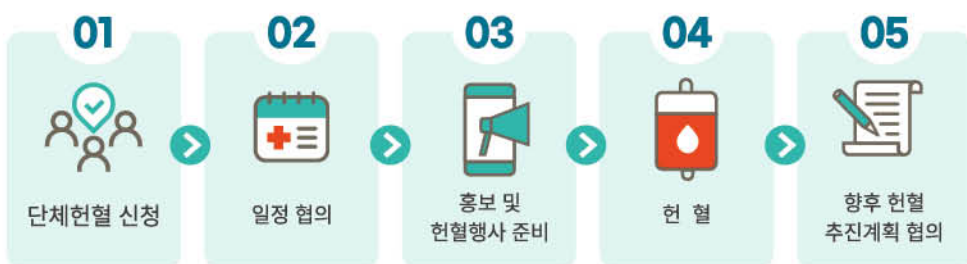 01
단체헌혈 신청
02
일정 협의
03
홍보 및
헌혈행사 준비
04
헌 혈
05
향후 헌혈
추진계획 협의